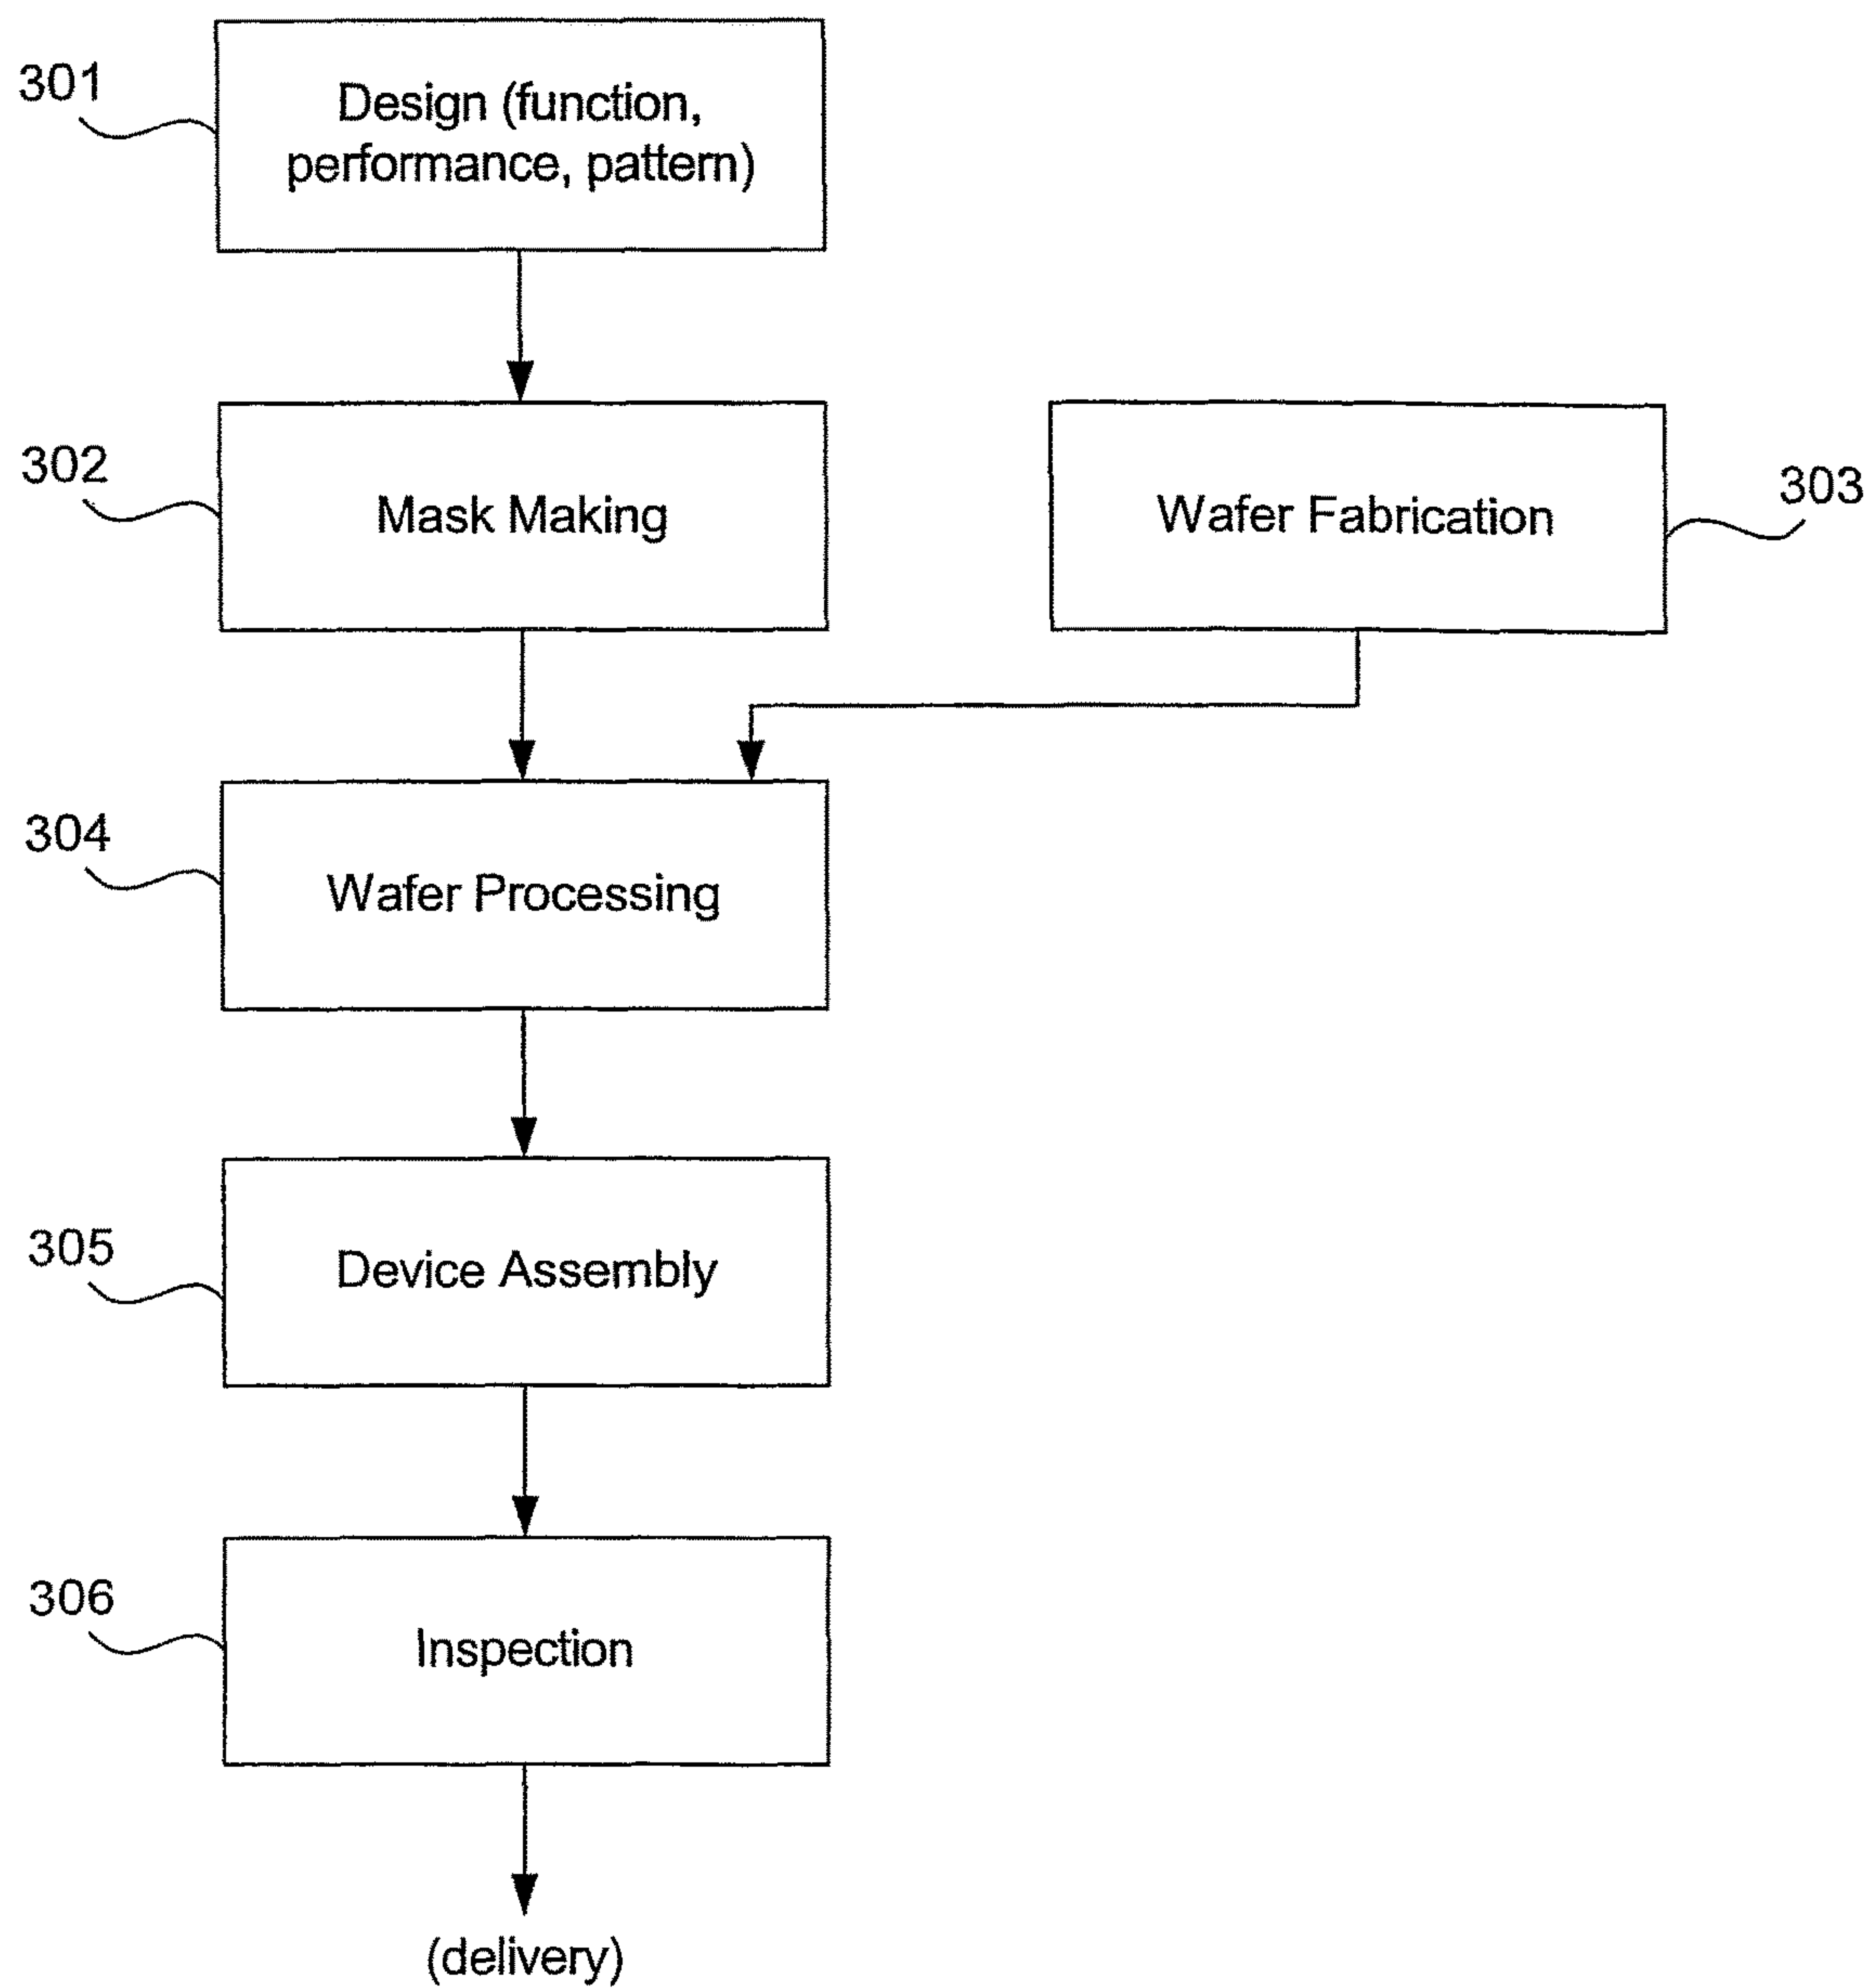 301
Design (function,
performance, pattern)
302
Mask Making
Wafer Fabrication
303
304
Wafer Processing
305
Device Assembly
306
Inspection
(delivery)